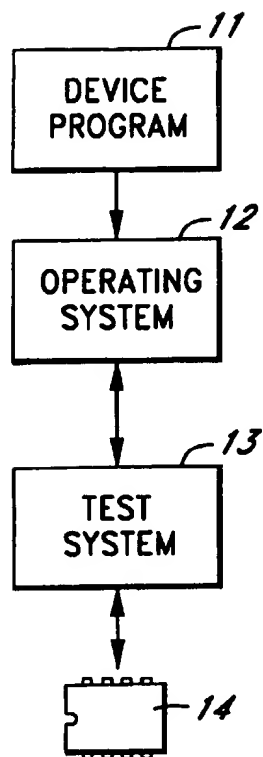 11
DEVICE
PROGRAM
12
OPERATING
SYSTEM
13
TEST
SYSTEM
14